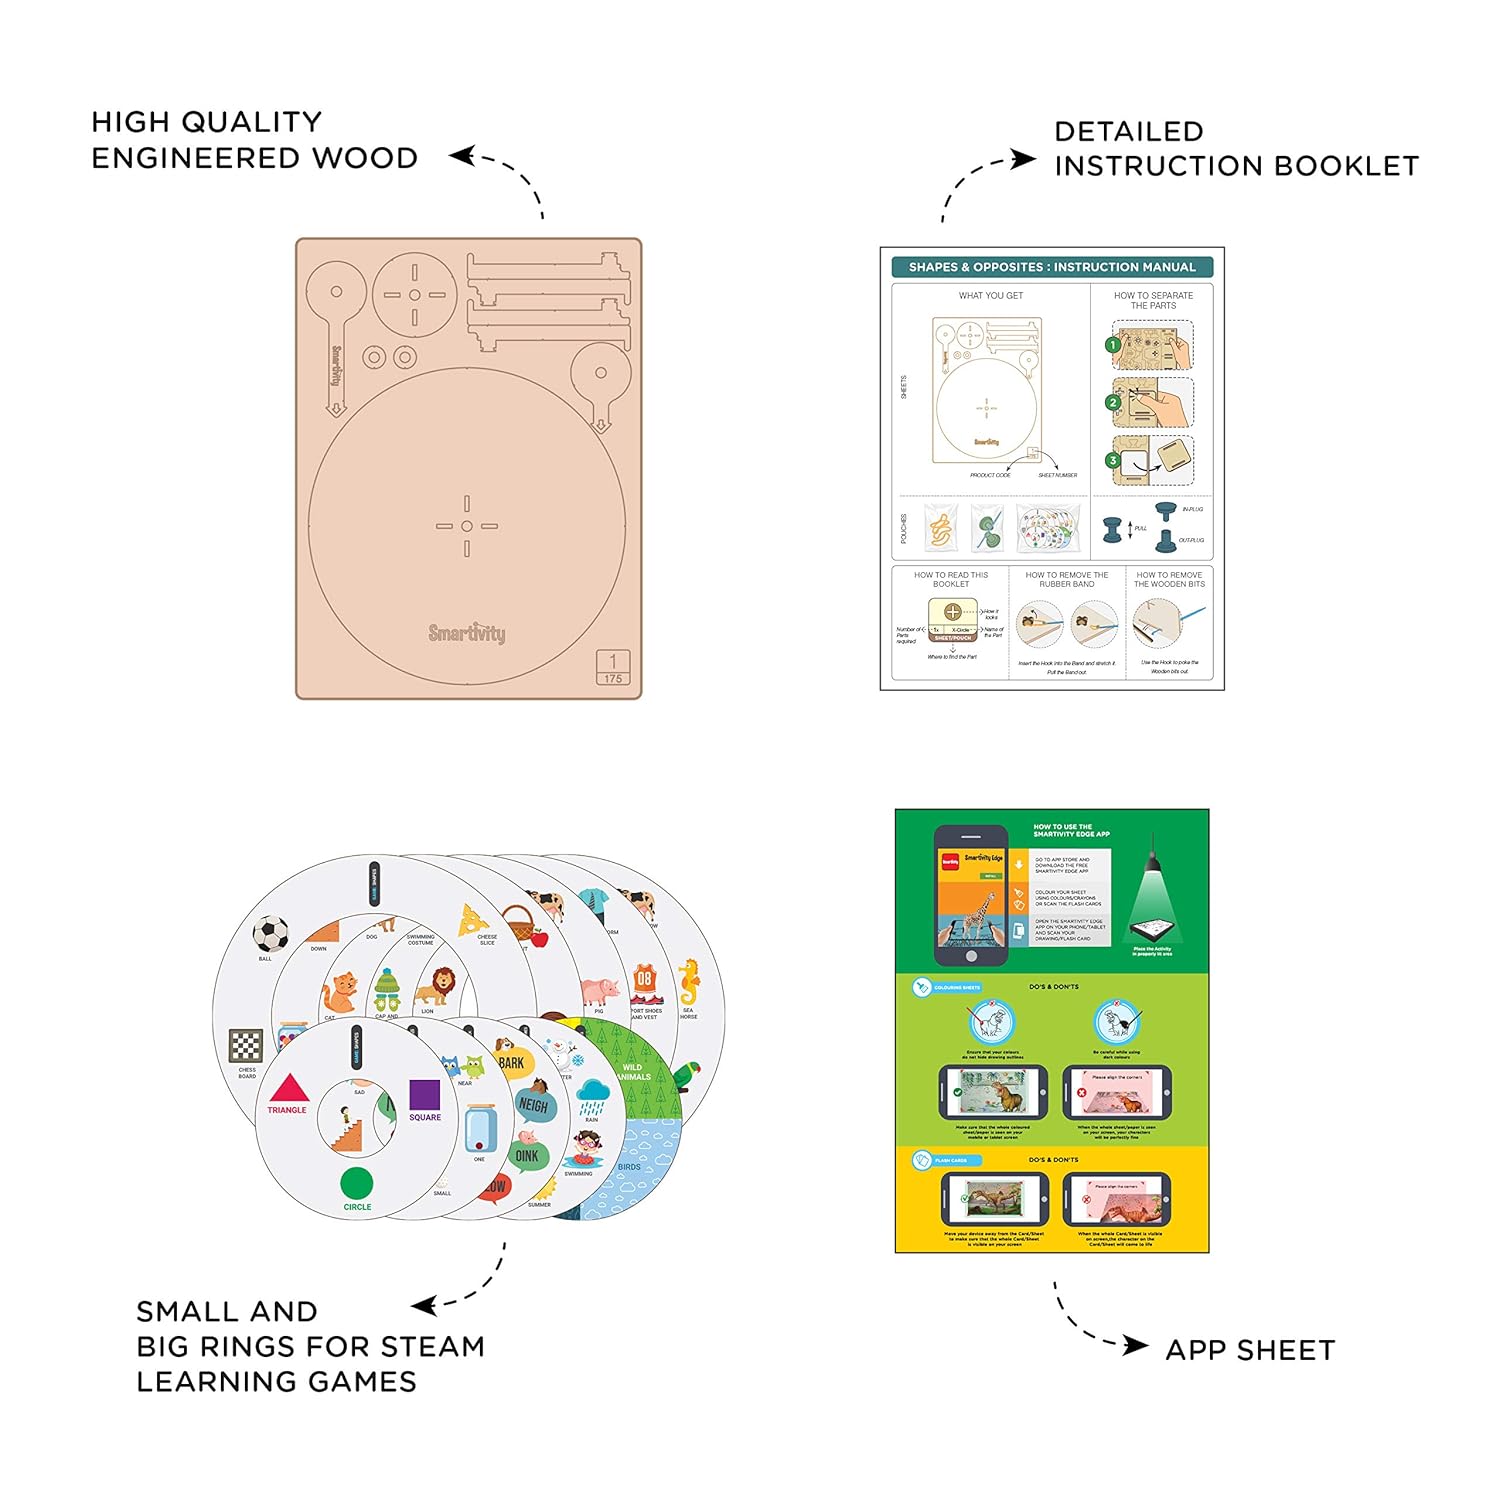 HIGH QUALITY
ENGINEERED WOOD
Smartivity
Smartivity
1
175
DETAILED
INSTRUCTION BOOKLET
SHAPES & OPPOSITES : INSTRUCTION MANUAL
WHAT YOU GET
SHEETS
Smartivity
1
PRODUCT CODE
SHEET NUMBER
HOW TO SEPARATE
THE PARTS
1
2
3
POUCHES
PULL
IN-PLUG
OUT-PLUG
HOW TO READ THIS
BOOKLET
How it
looks
Number of
Parts
required
1x
X-Circle
Name of
the Part
SHEET/POUCH
Where to find the Part
HOW TO REMOVE THE
RUBBER BAND
Insert the Hook into the Band and stretch it.
Pull the Band out.
HOW TO REMOVE
THE WOODEN BITS
Use the Hook to poke the
Wooden bits out.
GAME SHAPES
BALL
DOWN
DOG
SWIMMING
COSTUME
CHEESE
SLICE
CAT
CAP AND
LION
PIG
08
PORT SHOES
AND VEST
SEA
HORSE
CHESS
BOARD
GAME SHAPES
TRIANGLE
SAD
SQUARE
CIRCLE
NEAR
ONE
SMALL
BARK
NEIGH
OINK
RAIN
SWIMMING
SUMMER
WILD
ANIMALS
BIRDS
SMALL AND
BIG RINGS FOR STEAM
LEARNING GAMES
HOW TO USE THE
SMARTIVITY EDGE APP
Smartivity
Smartivity Edge
INSTALL
GO TO APP STORE AND
DOWNLOAD THE FREE
SMARTIVITY EDGE APP
COLOUR YOUR SHEET
USING COLOURS/CRAYONS
OR SCAN THE FLASH CARDS
OPEN THE SMARTIVITY EDGE
APP ON YOUR PHONE/TABLET
AND SCAN YOUR
DRAWING/FLASH CARD
Place the Activity
in properly lit area
COLOURING SHEETS
DO'S & DON'TS
Ensure that your colours
do not hide drawing outlines
Be careful while using
dark colours
Please align the corners
Make sure that the whole coloured
sheet/paper is seen on your
mobile or tablet screen
When the whole sheet/paper is seen
on your screen, your characters
will be perfectly fine
FLASH CARDS
DO'S & DON'TS
Please align the corners
Move your device away from the Card/Sheet
to make sure that the whole Card/Sheet
is visible on your screen
When the whole Card/Sheet is visible
on screen,the character on the
Card/Sheet will come to life
APP SHEET